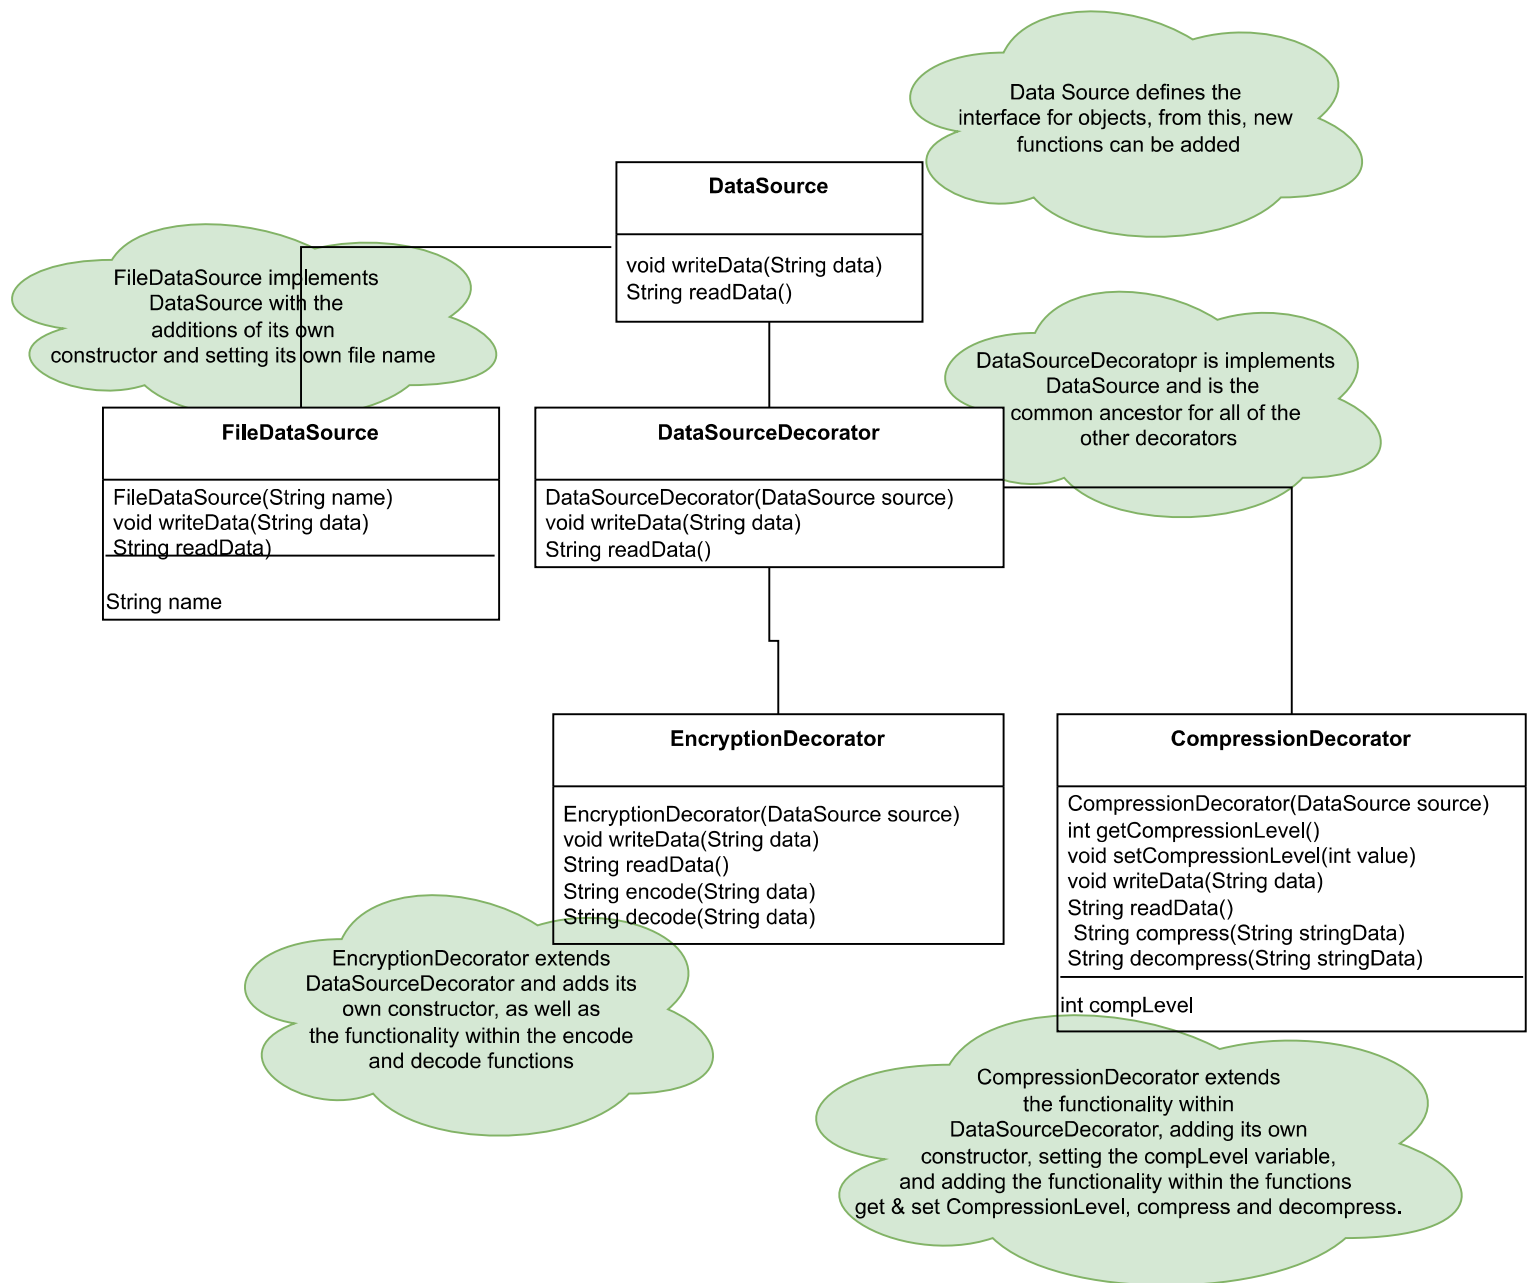 Data Source defines the
interface for objects, from this, new
functions can be added
DataSource
void writeData(String data)
String readData()
FileDataSource implements
DataSource with the
additions of its own
constructor and setting its own file name
DataSourceDecoratopr is implements
DataSource and is the
common ancestor for all of the
other decorators
FileDataSource
FileDataSource(String name)
void writeData(String data)
String readData)
String name
DataSourceDecorator
DataSourceDecorator(DataSource source)
void writeData(String data)
String readData()
EncryptionDecorator
EncryptionDecorator(DataSource source)
void writeData(String data)
String readData()
String encode(String data)
String decode(String data)
CompressionDecorator
CompressionDecorator(DataSource source)
int getCompressionLevel()
void setCompressionLevel(int value)
void writeData(String data)
String readData()
String compress(String stringData)
String decompress(String stringData)
int compLevel
EncryptionDecorator extends
DataSourceDecorator and adds its
own constructor, as well as
the functionality within the encode
and decode functions
CompressionDecorator extends
the functionality within
DataSourceDecorator, adding its own
constructor, setting the compLevel variable,
and adding the functionality within the functions
get & set CompressionLevel, compress and decompress.